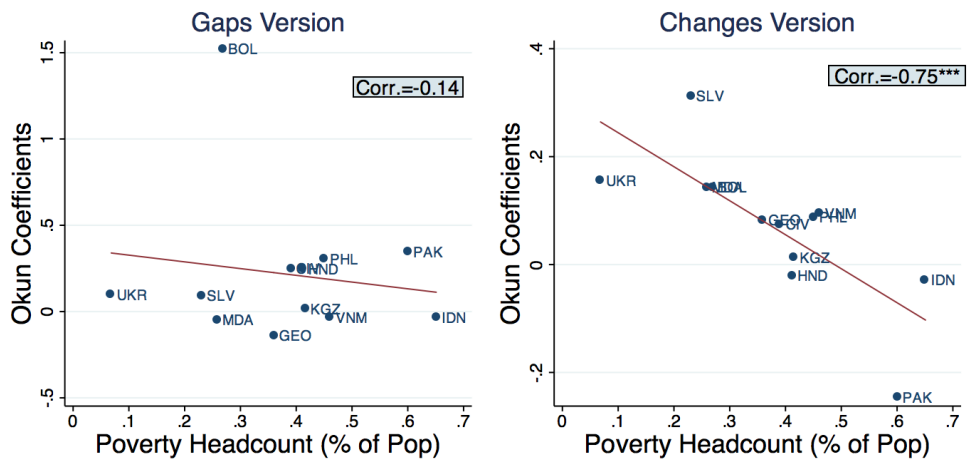 Gaps Version
Corr.=-0.14
Okun Coefficients
1.5
1
.5
0
-.5
BOL
PHL
PAK
HND
UKR
SLV
MDA
KGZ
VNM
GEO
IDN
0 .1 .2 .3 .4 .5 .6 .7
Poverty Headcount (% of Pop)
Changes Version
Corr.=-0.75***
Okun Coefficients
.4
.2
0
-.2
SLV
UKR
MDA
BOL
GEO
CIV
VNM
PHL
KGZ
HND
IDN
PAK
0 .1 .2 .3 .4 .5 .6 .7
Poverty Headcount (% of Pop)